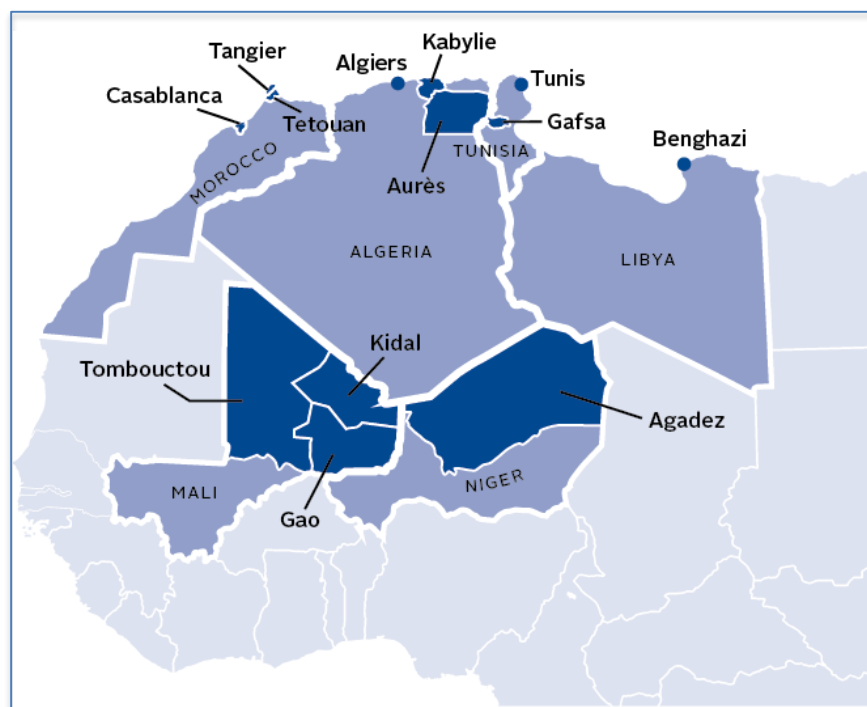 Kabylie
Tangier
Algiers
Tunis
Casablanca
Tetouan
Gafsa
Benghazi
TUNISIA
MOROCCO
Aurès
ALGERIA
LIBYA
Kidal
Tombouctou
Agadez
NIGER
MALI
Gao